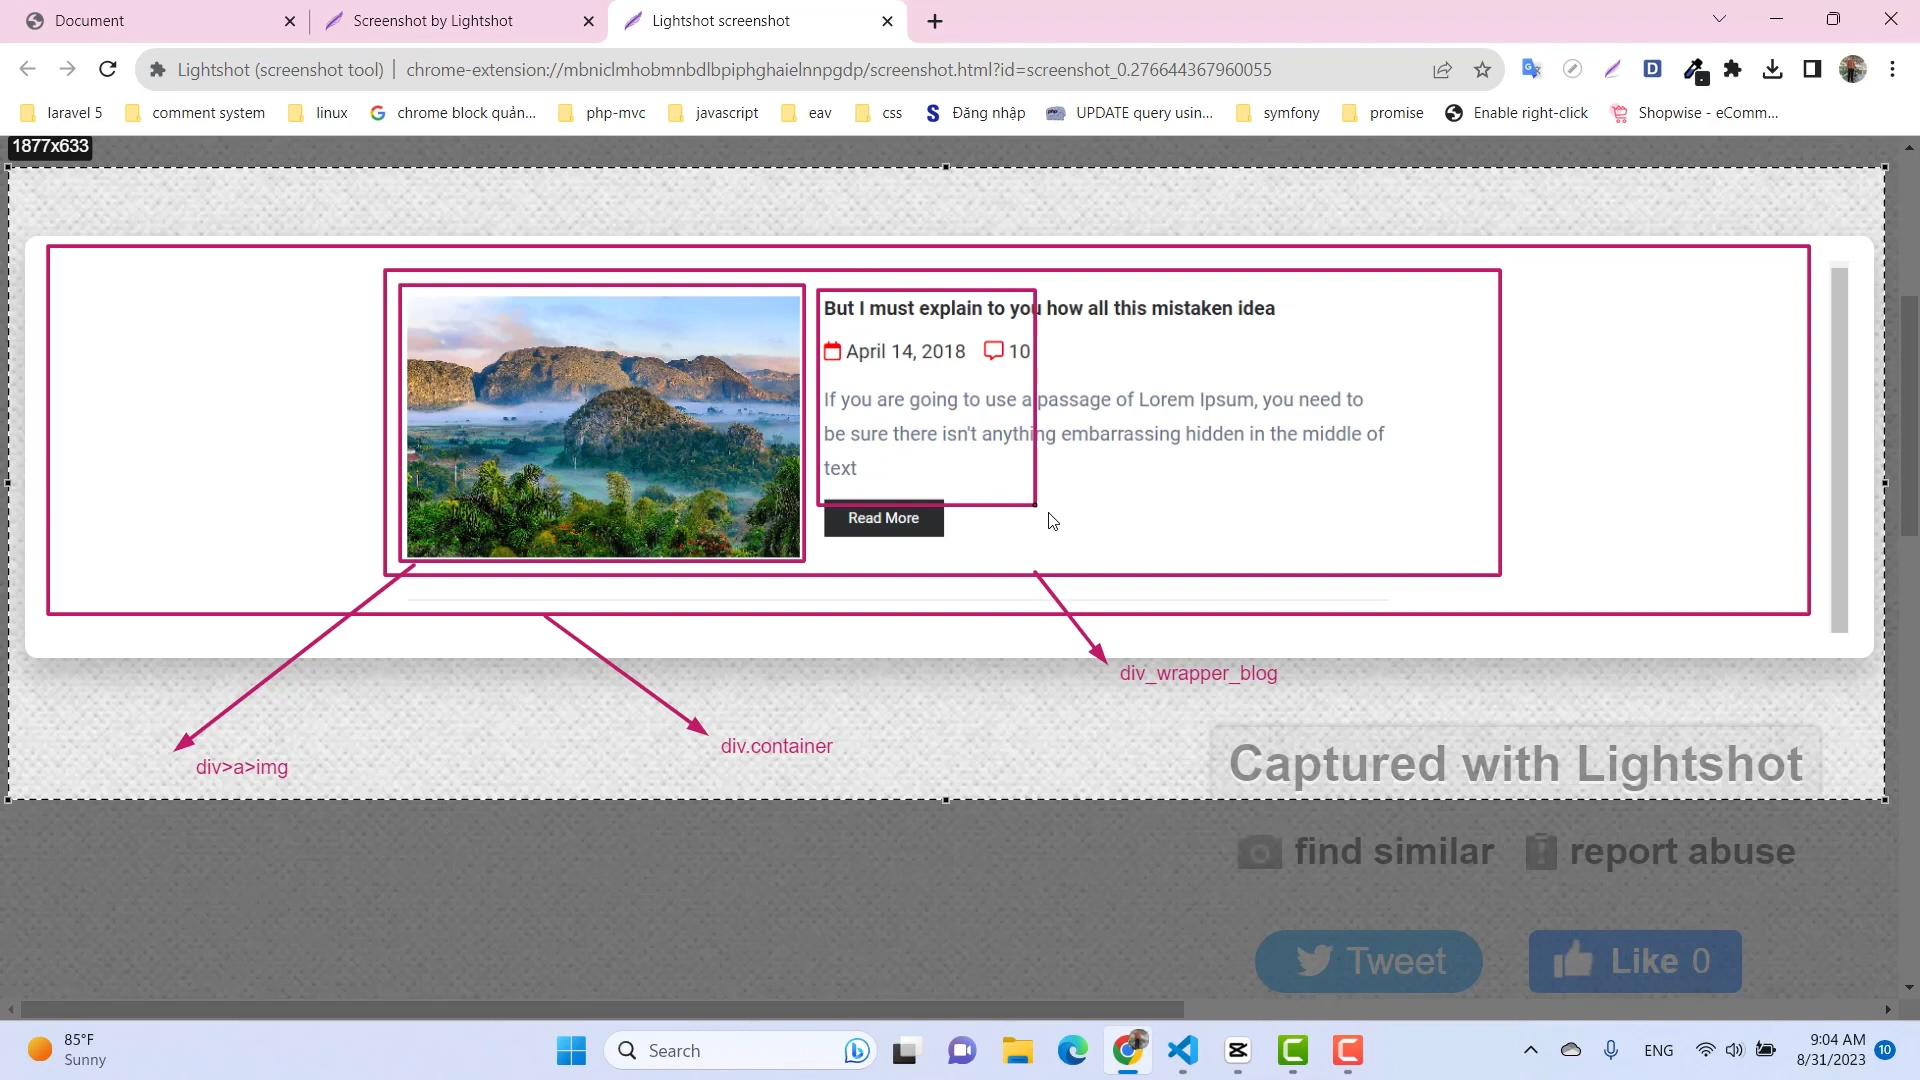 Document
Screenshot by Lightshot
Lightshot screenshot
Lightshot (screenshot tool) | chrome-extension://mbniclmhobmnbdlbpiphghaielnnpgdp/screenshot.html?id=screenshot_0.276644367960055
laravel 5
comment system
linux
chrome block quản...
php-mvc
javascript
eav
css
Đăng nhập
UPDATE query usin...
symfony
promise
Enable right-click
Shopwise - eComm...
1877x633
But I must explain to you how all this mistaken idea
April 14, 2018
10
If you are going to use a passage of Lorem Ipsum, you need to
be sure there isn't anything embarrassing hidden in the middle of
text
Read More
div_wrapper_blog
div.container
div>a>img
Captured with Lightshot
find similar
report abuse
Tweet
Like 0
85°F
Sunny
Search
ENG
9:04 AM
8/31/2023
10